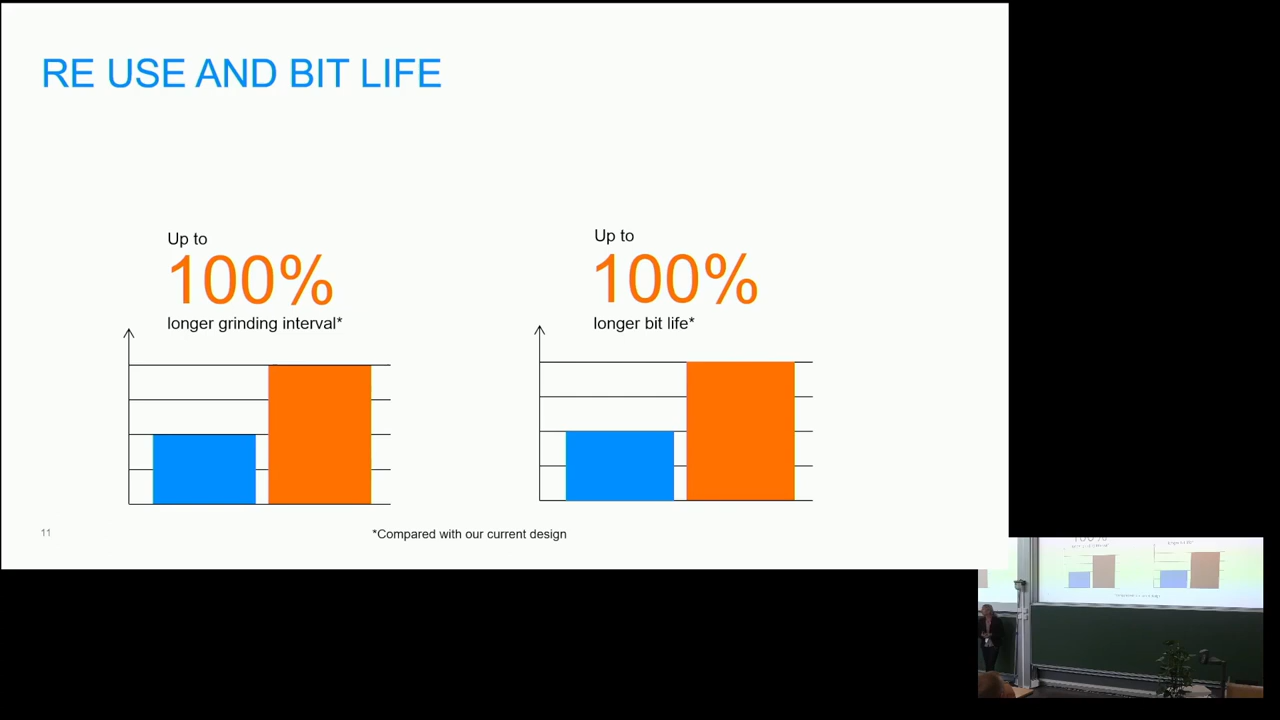 RE USE AND BIT LIFE
Up to
100%
longer grinding interval*
Up to
100%
longer bit life*
*Compared with our current design
11